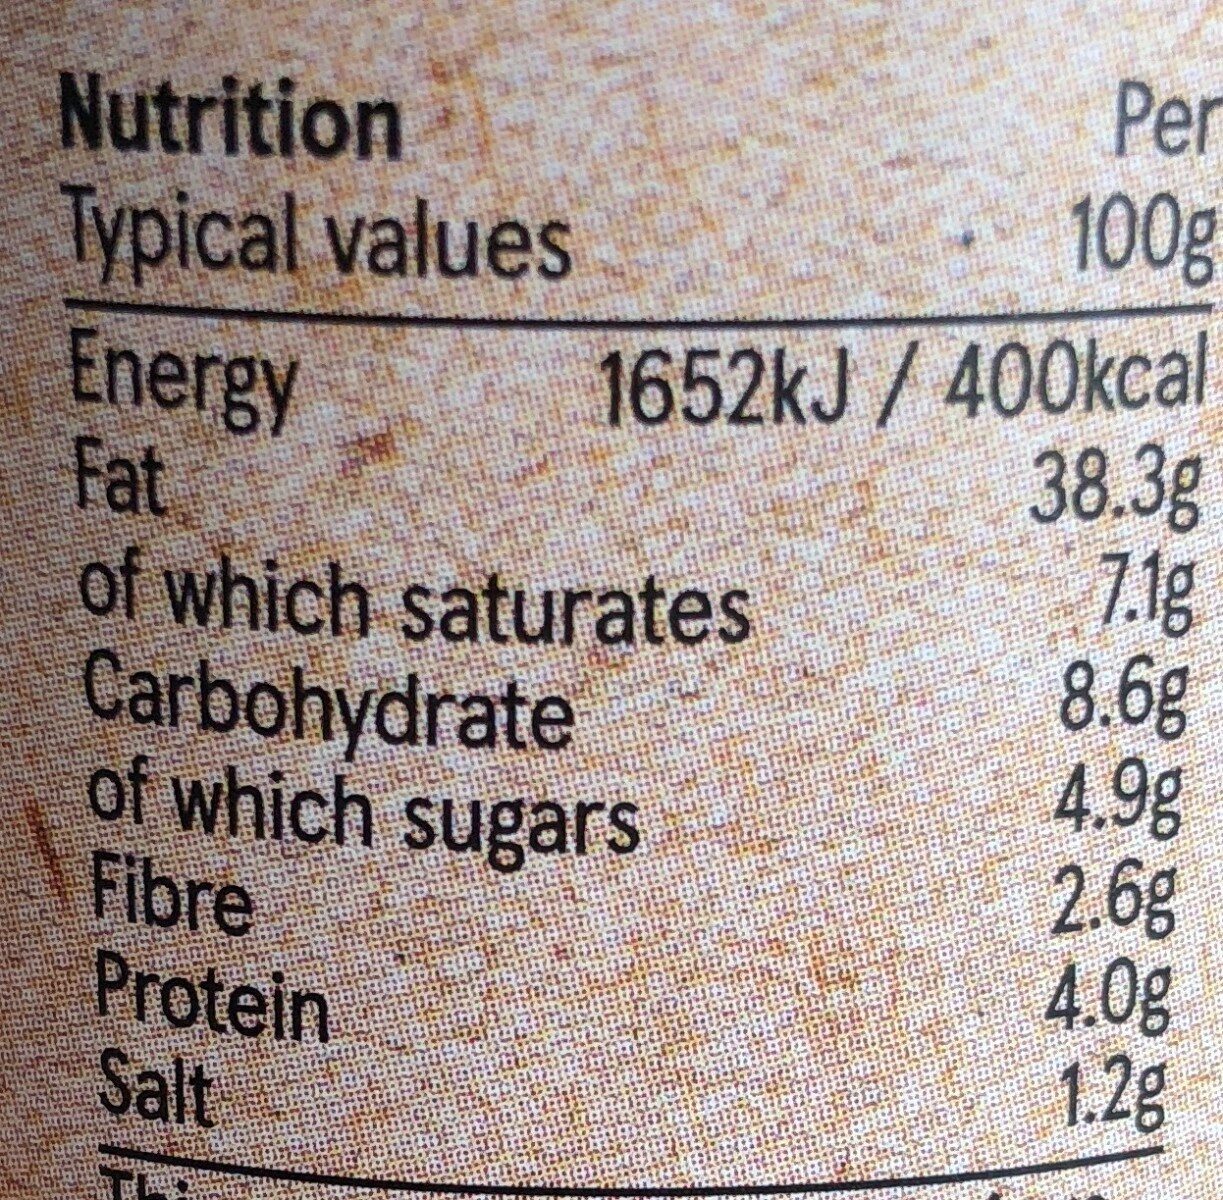 Nutrition Per
Typical values 100g
Energy 1652kJ / 400kcal
Fat 38.3g
of which saturates 7.1g
Carbohydrate 8.6g
of which sugars 4.9g
Fibre 2.6g
Protein 4.0g
Salt 1.2g